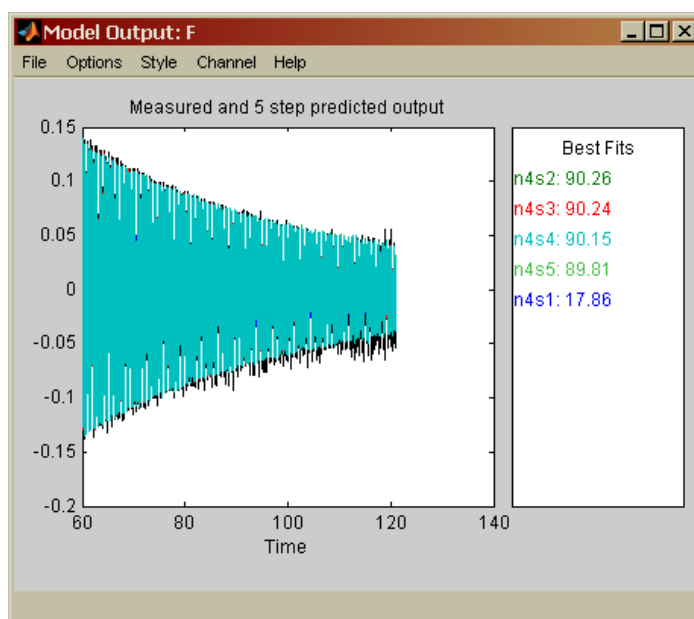 Model Output: F
File Options Style Channel Help
Measured and 5 step predicted output
0.15
0.1
0.05
0
-0.05
-0.1
-0.15
-0.2
60 80 100 120 140
Time
Best Fits
n4s2: 90.26
n4s3: 90.24
n4s4: 90.15
n4s5: 89.81
n4s1: 17.86